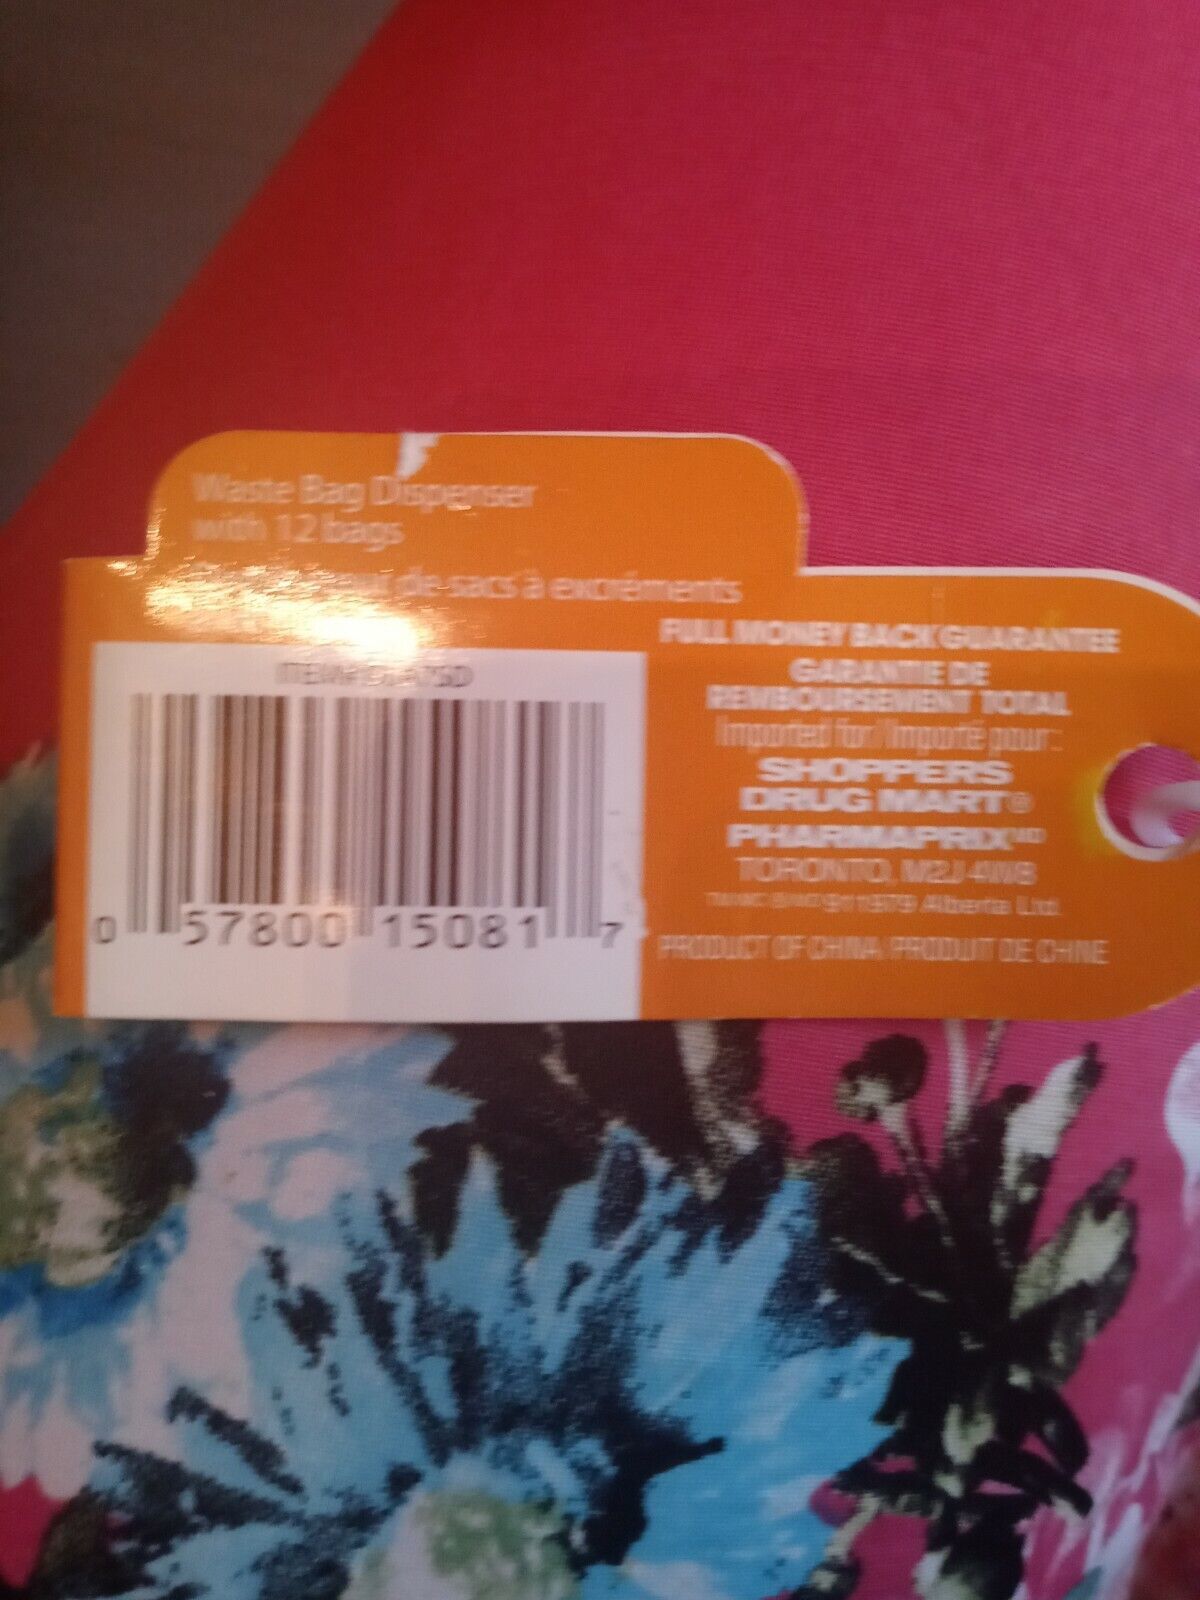 Waste Bag Dispenser
with 12 bags
de sacs à excréments
FULL MONEY BACK GUARANTEE
GARANTIE DE
REMBOURSEMENT TOTAL
Imported for / Importé pour:
SHOPPERS
DRUG MART®
PHARMAPRIX MD
TORONTO, M2J 4W8
911979 Alberta Ltd.
PRODUCT OF CHINA / PRODUIT DE CHINE
0 57800 15081 7